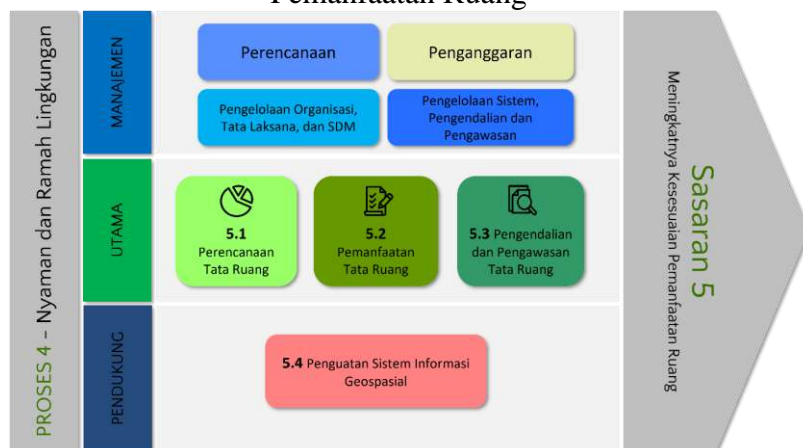 Pemanfaatan Ruang
PROSES 4 – Nyaman dan Ramah Lingkungan
MANAJEMEN
Perencanaan
Penganggaran
Pengelolaan Organisasi,
Tata Laksana, dan SDM
Pengelolaan Sistem,
Pengendalian dan
Pengawasan
UTAMA
5.1
Perencanaan
Tata Ruang
5.2
Pemanfaatan
Tata Ruang
5.3 Pengendalian
dan Pengawasan
Tata Ruang
PENDUKUNG
5.4 Penguatan Sistem Informasi
Geospasial
Sasaran 5
Meningkatnya Kesesuaian Pemanfaatan Ruang